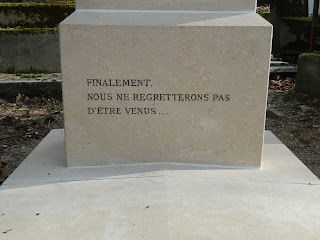 FINALEMENT,
NOUS NE REGRETTERONS PAS
D'ÊTRE VENUS...